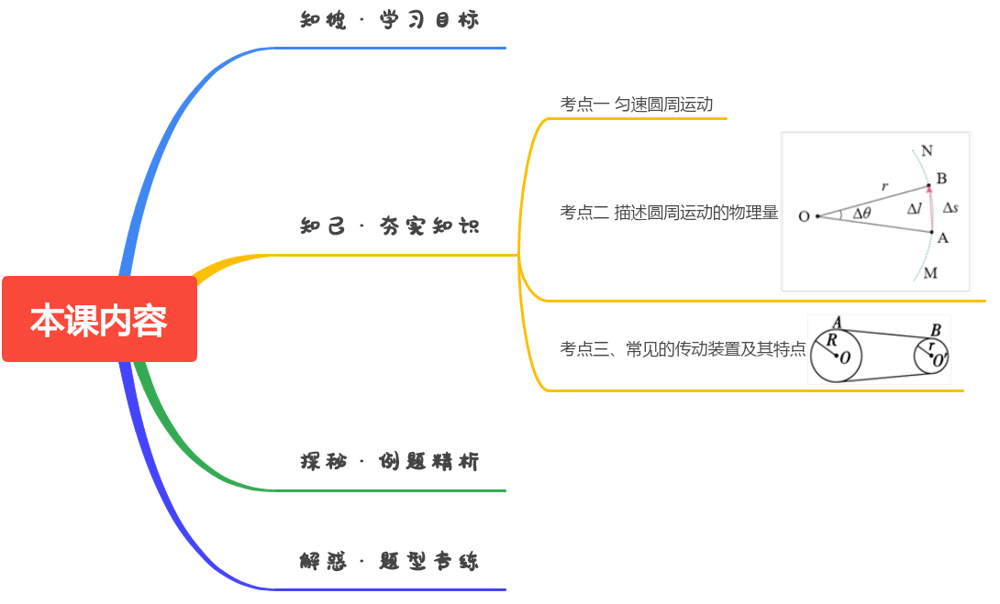 知彼 · 学习目标
考点一 匀速圆周运动
N
B
r
考点二 描述圆周运动的物理量
O
Δθ
Δl
Δs
A
知己 · 夯实知识
M
本课内容
考点三、常见的传动装置及其特点
A
B
R
r
O
O'
探秘 · 例题精析
解惑 · 题型专练